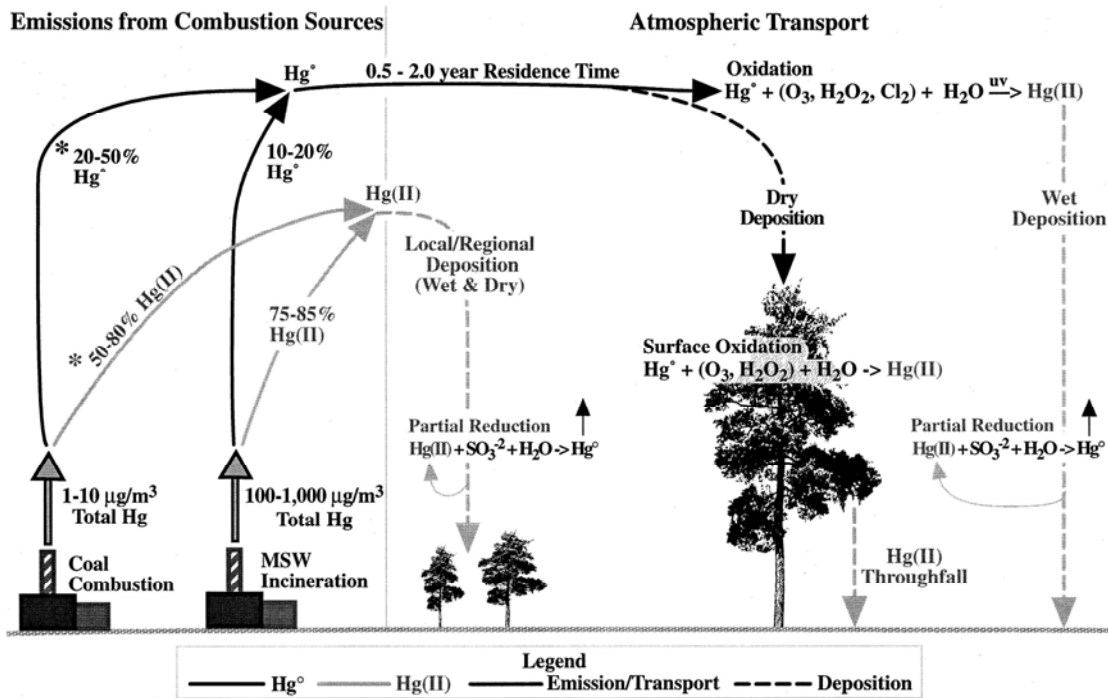 Emissions from Combustion Sources
Atmospheric Transport
Hg°
0.5 - 2.0 year Residence Time
Oxidation
Hg° + (O₃, H₂O₂, Cl₂) + H₂O uv—> Hg(II)
* 20-50%
Hg°
10-20%
Hg°
Hg(II)
Dry
Deposition
Wet
Deposition
Local/Regional
Deposition
(Wet & Dry)
* 50-80% Hg(II)
75-85%
Hg(II)
Surface Oxidation
Hg° + (O₃, H₂O₂) + H₂O -> Hg(II)
Partial Reduction
Hg(II)+SO₃⁻²+H₂O->Hg°
Partial Reduction
Hg(II)+SO₃⁻²+H₂O->Hg°
1-10 µg/m³
Total Hg
100-1,000 µg/m³
Total Hg
Coal
Combustion
MSW
Incineration
Hg(II)
Throughfall
Legend
Hg°
Hg(II)
Emission/Transport
Deposition